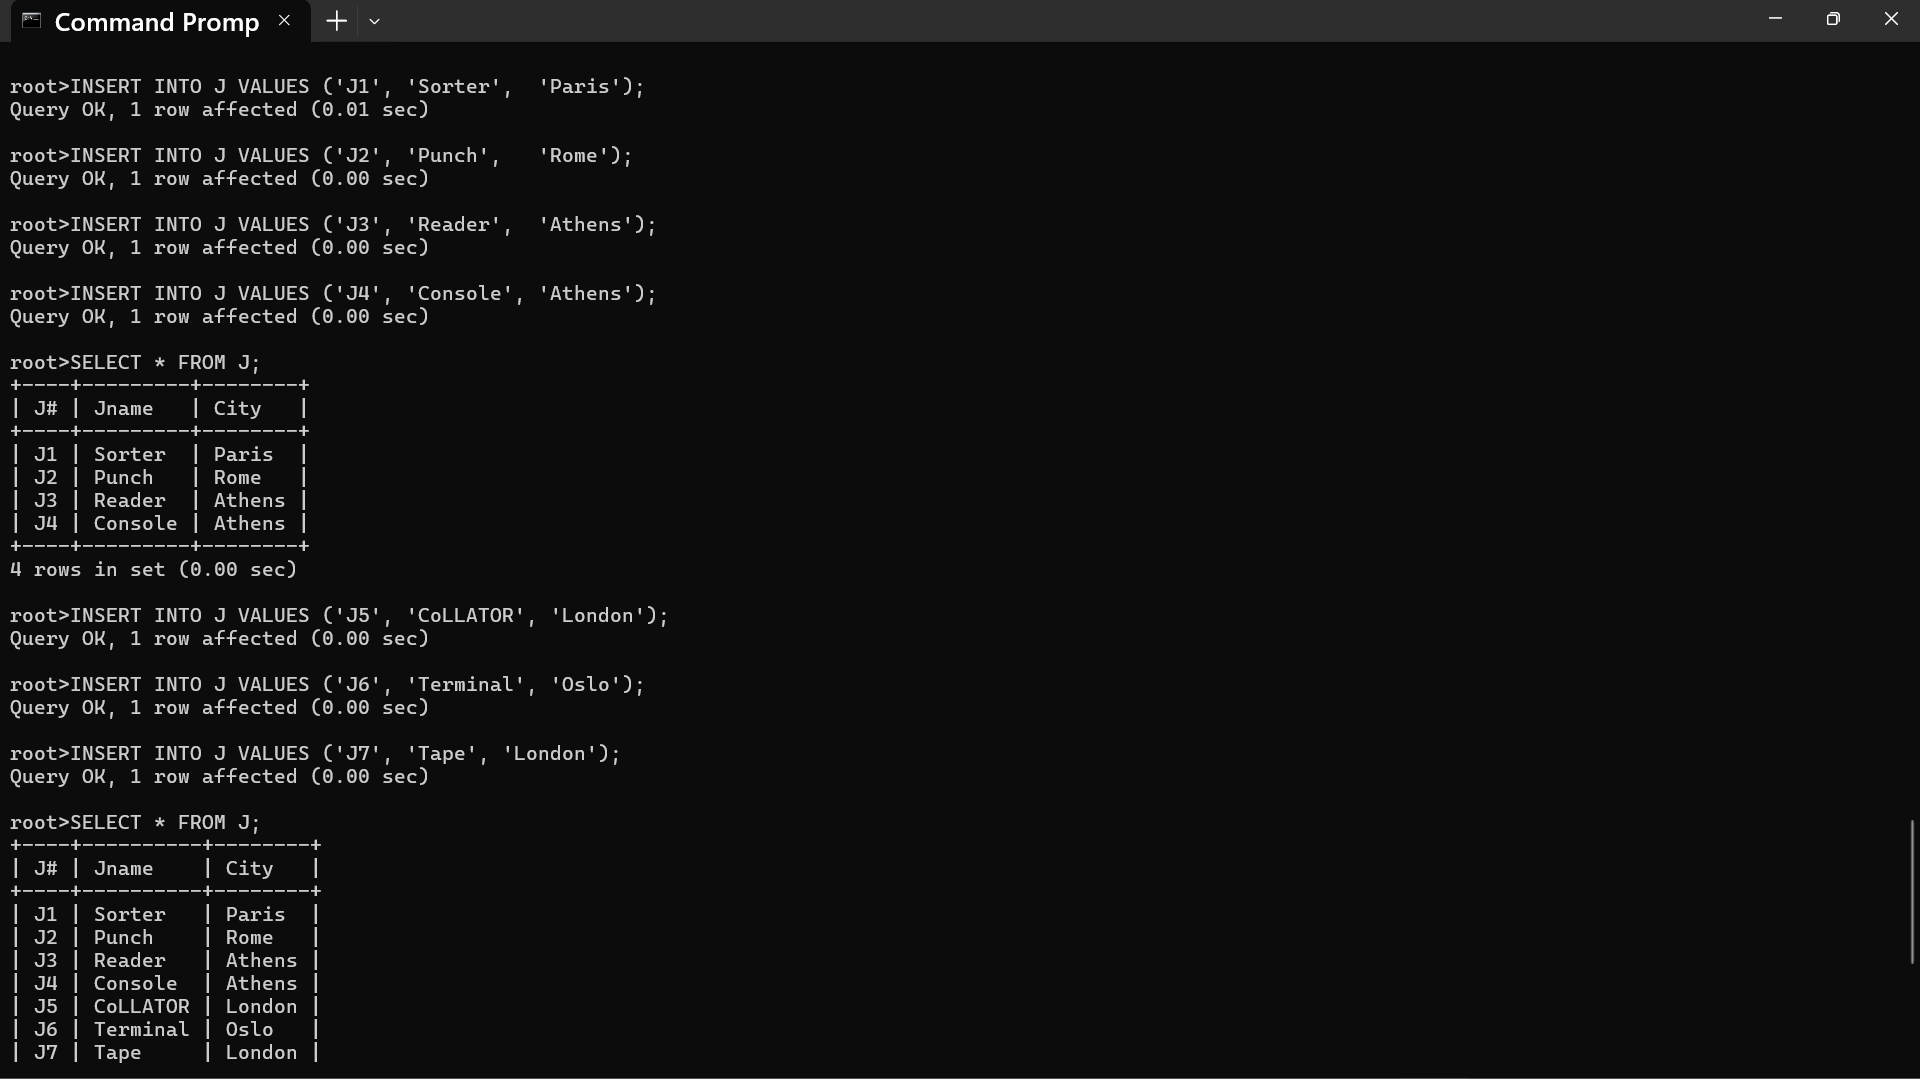 Command Promp
root>INSERT INTO J VALUES ('J1', 'Sorter',  'Paris');
Query OK, 1 row affected (0.01 sec)
root>INSERT INTO J VALUES ('J2', 'Punch',   'Rome');
Query OK, 1 row affected (0.00 sec)
root>INSERT INTO J VALUES ('J3', 'Reader',  'Athens');
Query OK, 1 row affected (0.00 sec)
root>INSERT INTO J VALUES ('J4', 'Console', 'Athens');
Query OK, 1 row affected (0.00 sec)
root>SELECT * FROM J;
+----+---------+--------+
| J# | Jname   | City   |
+----+---------+--------+
| J1 | Sorter  | Paris  |
| J2 | Punch   | Rome   |
| J3 | Reader  | Athens |
| J4 | Console | Athens |
+----+---------+--------+
4 rows in set (0.00 sec)
root>INSERT INTO J VALUES ('J5', 'CoLLATOR', 'London');
Query OK, 1 row affected (0.00 sec)
root>INSERT INTO J VALUES ('J6', 'Terminal', 'Oslo');
Query OK, 1 row affected (0.00 sec)
root>INSERT INTO J VALUES ('J7', 'Tape', 'London');
Query OK, 1 row affected (0.00 sec)
root>SELECT * FROM J;
+----+----------+--------+
| J# | Jname    | City   |
+----+----------+--------+
| J1 | Sorter   | Paris  |
| J2 | Punch    | Rome   |
| J3 | Reader   | Athens |
| J4 | Console  | Athens |
| J5 | CoLLATOR | London |
| J6 | Terminal | Oslo   |
| J7 | Tape     | London |